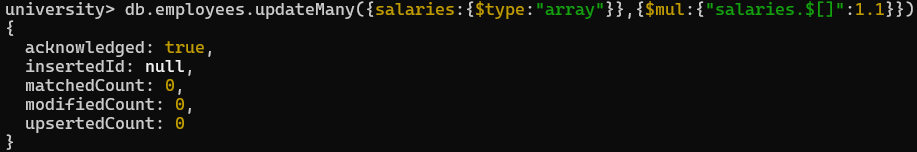 university> db.employees.updateMany({salaries:{$type:"array"}},{$mul:{"salaries.$[]":1.1}})
{
  acknowledged: true,
  insertedId: null,
  matchedCount: 0,
  modifiedCount: 0,
  upsertedCount: 0
}